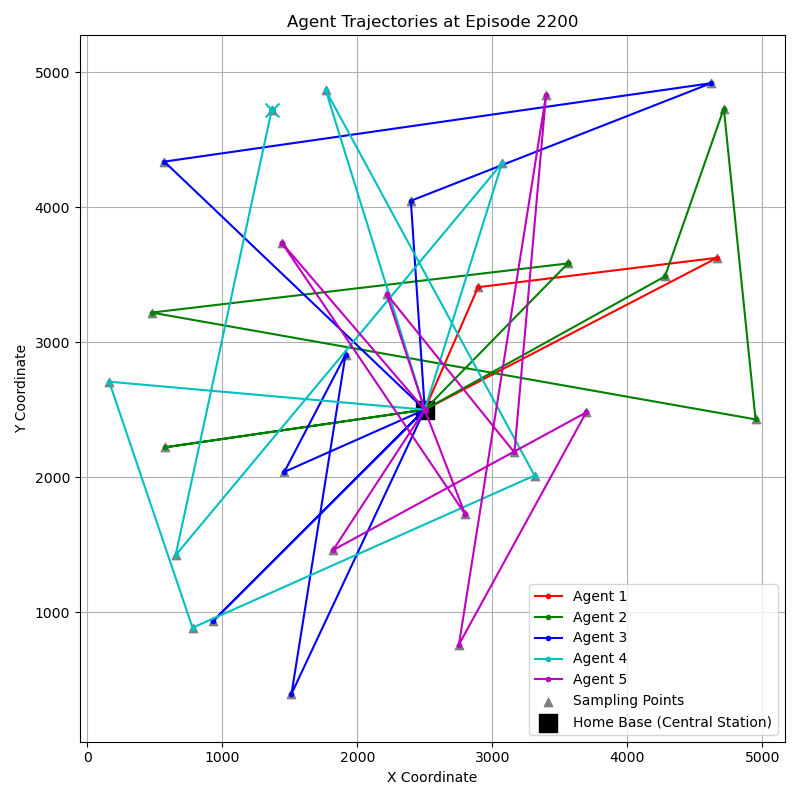 Agent Trajectories at Episode 2200
5000
4000
3000
2000
1000
Y Coordinate
0
1000
2000
3000
4000
5000
X Coordinate
Agent 1
Agent 2
Agent 3
Agent 4
Agent 5
Sampling Points
Home Base (Central Station)